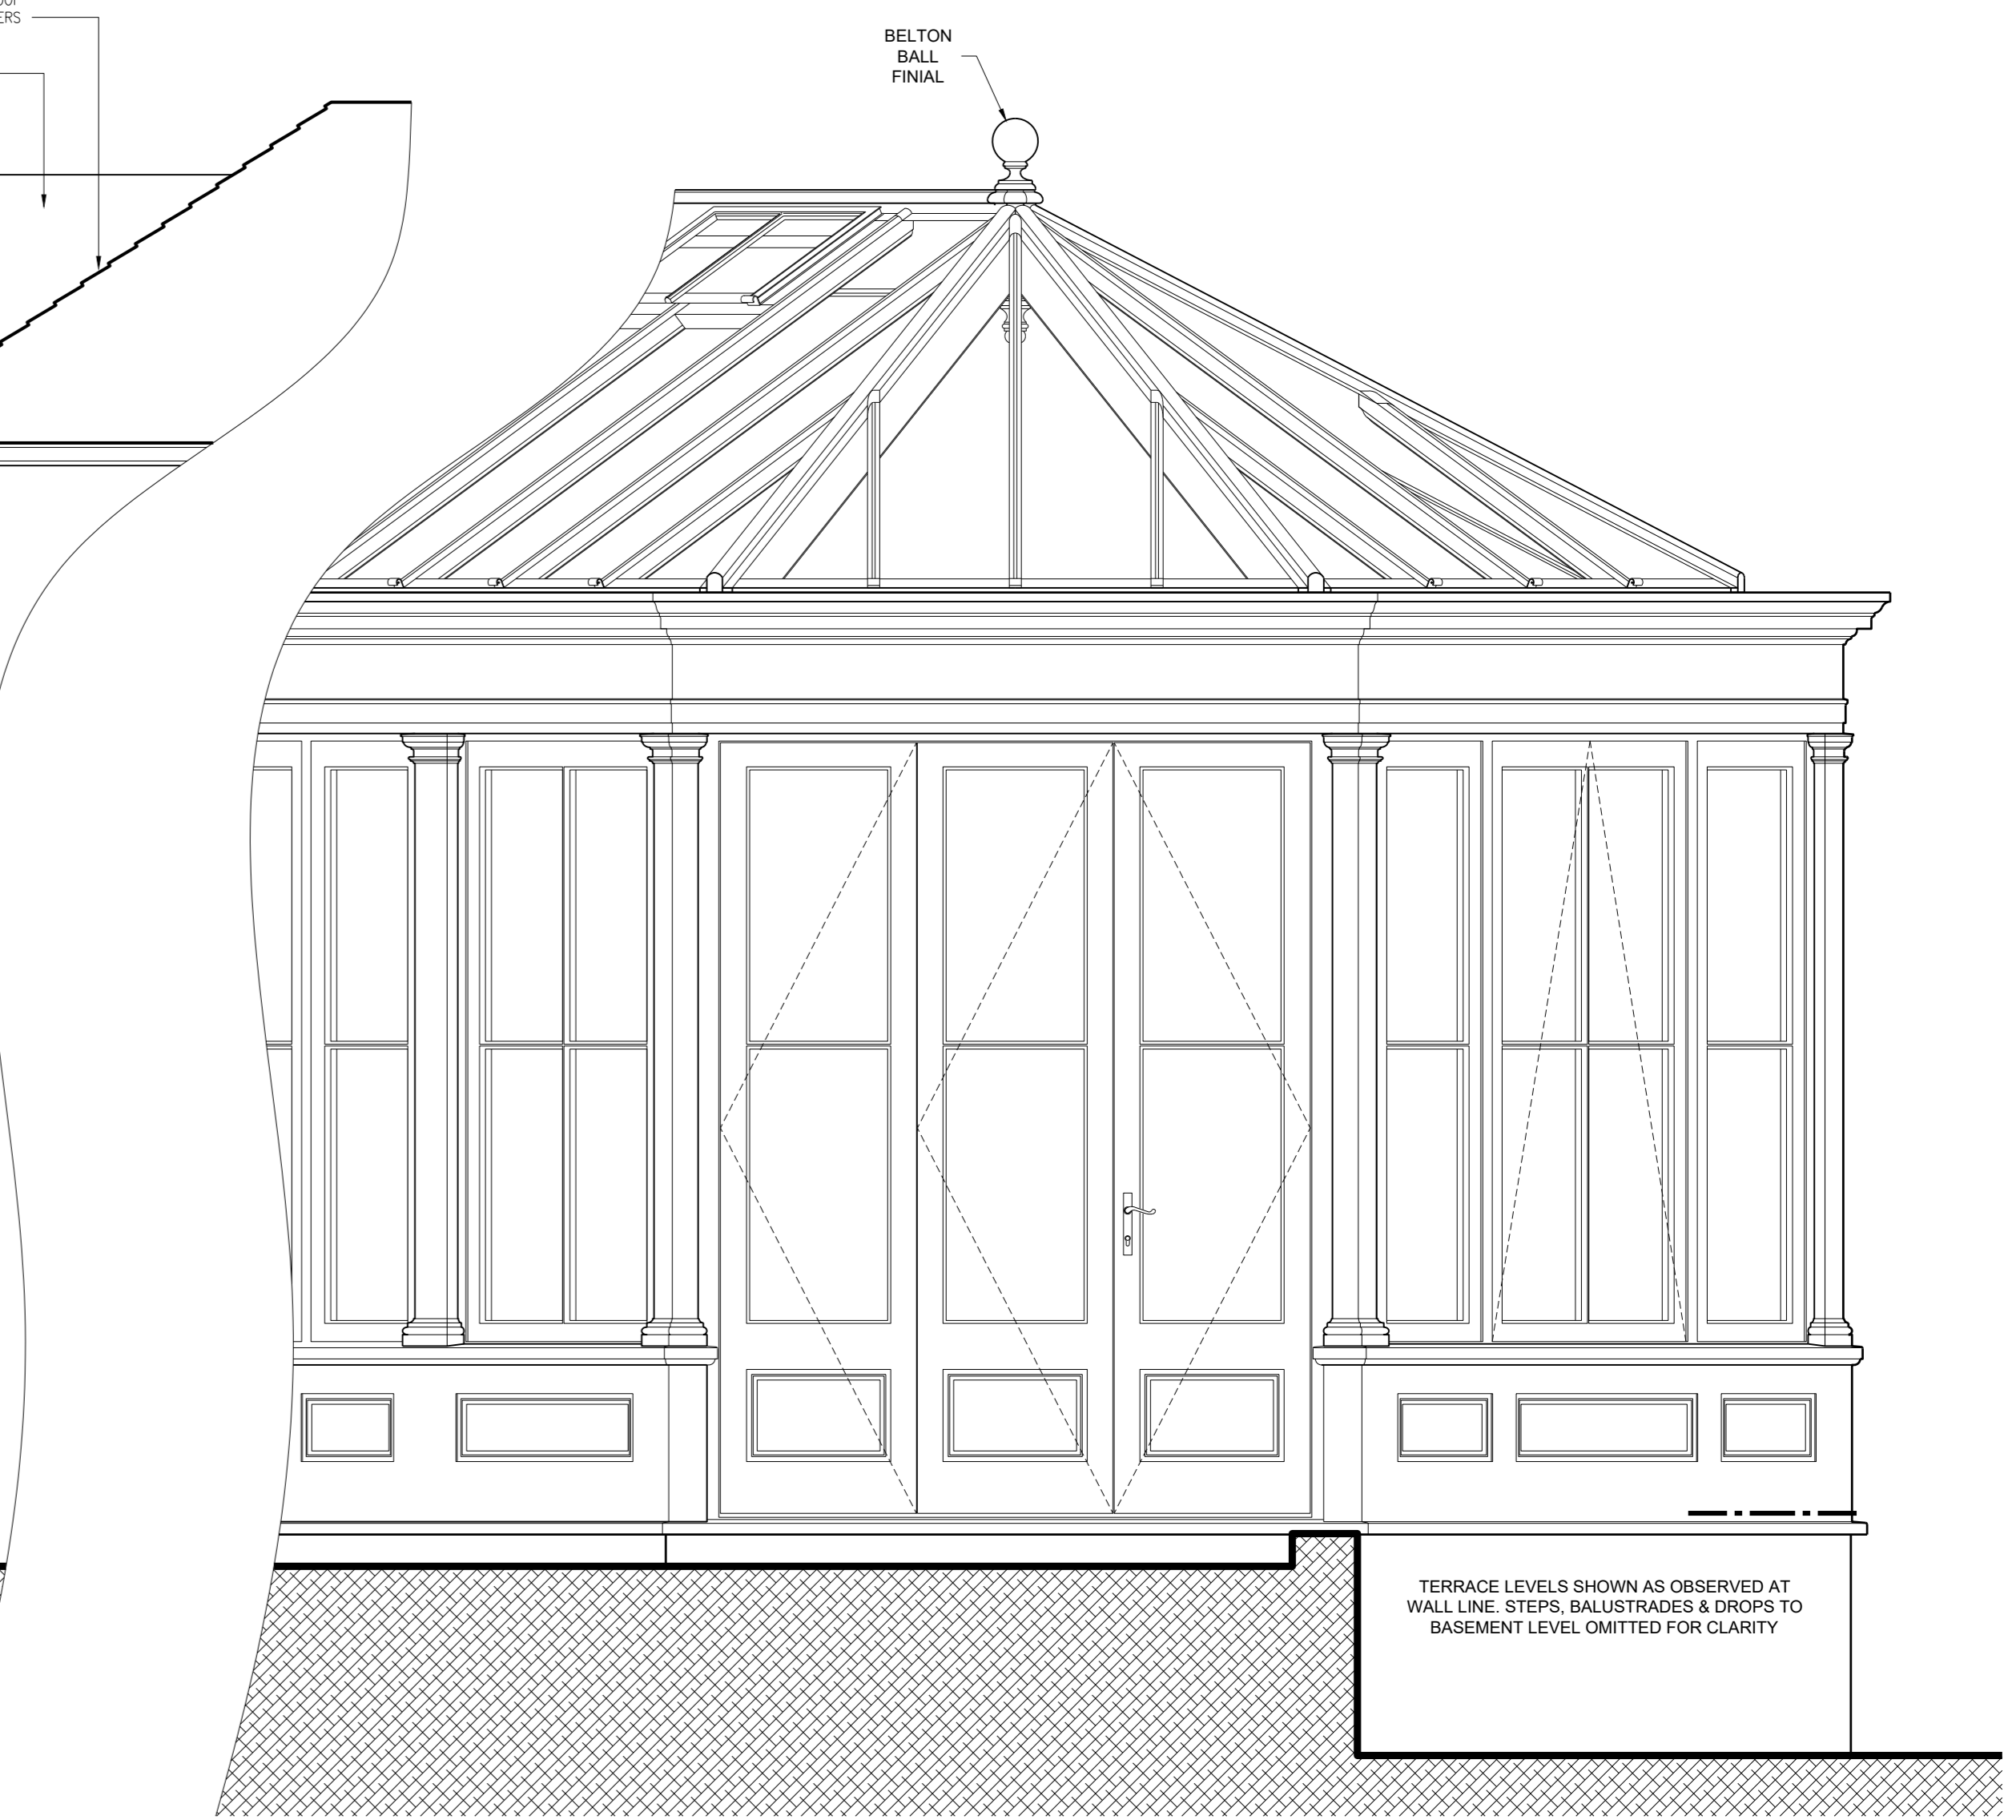 BELTON
BALL
FINIAL
TERRACE LEVELS SHOWN AS OBSERVED AT
WALL LINE. STEPS, BALUSTRADES & DROPS TO
BASEMENT LEVEL OMITTED FOR CLARITY